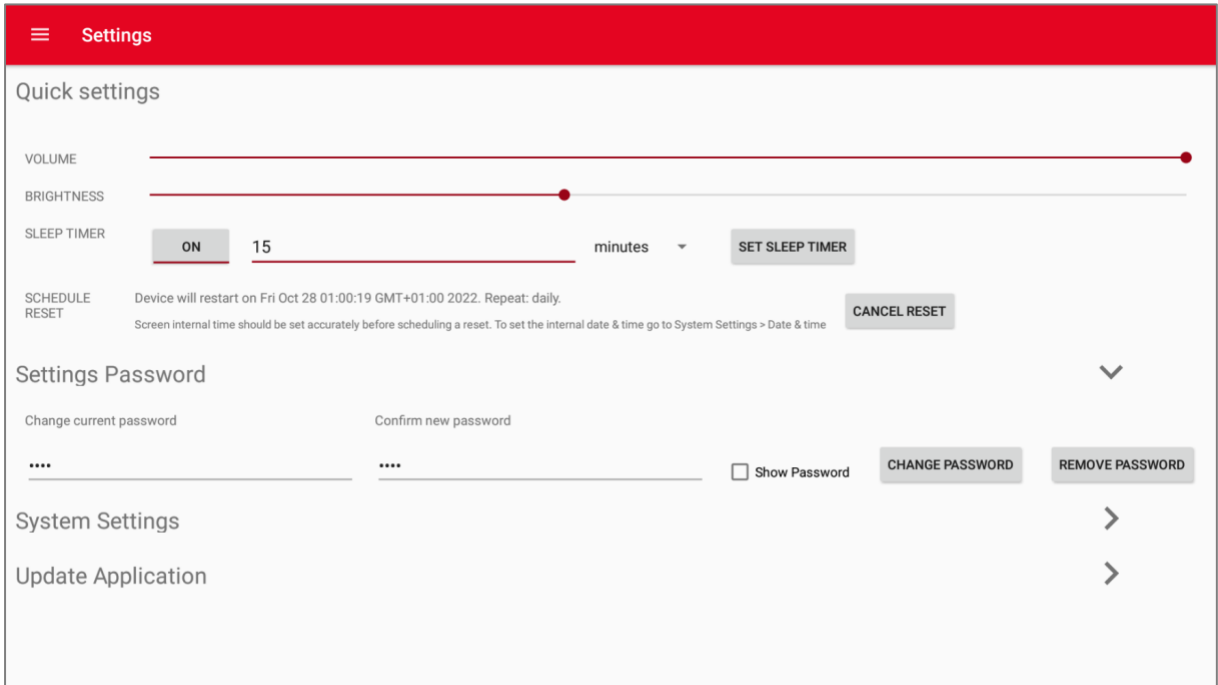 Settings
Quick settings
VOLUME
BRIGHTNESS
SLEEP TIMER
ON
15
minutes
SET SLEEP TIMER
SCHEDULE
RESET
Device will restart on Fri Oct 28 01:00:19 GMT+01:00 2022. Repeat: daily.
Screen internal time should be set accurately before scheduling a reset. To set the internal date & time go to System Settings > Date & time
CANCEL RESET
Settings Password
Change current password
Confirm new password
••••
••••
Show Password
CHANGE PASSWORD
REMOVE PASSWORD
System Settings
Update Application